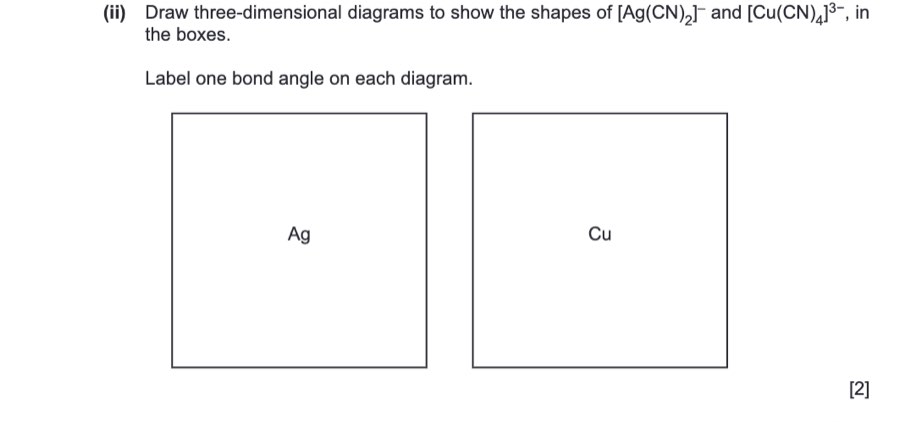 (ii) Draw three-dimensional diagrams to show the shapes of [Ag(CN)₂]⁻ and [Cu(CN)₄]³⁻, in
the boxes.
Label one bond angle on each diagram.
Ag Cu
[2]